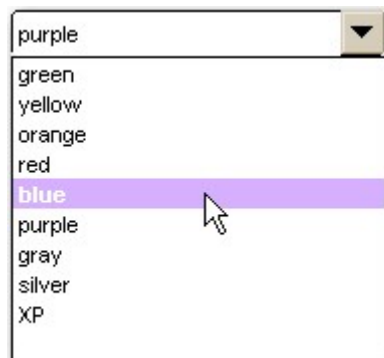 purple
green
yellow
orange
red
blue
purple
gray
silver
XP